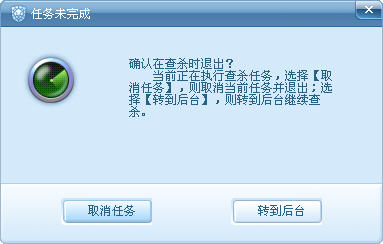 任务未完成
确认在查杀时退出？
当前正在执行查杀任务，选择【取
消任务】，则取消当前任务并退出；选
择【转到后台】，则转到后台继续查
杀。
取消任务
转到后台